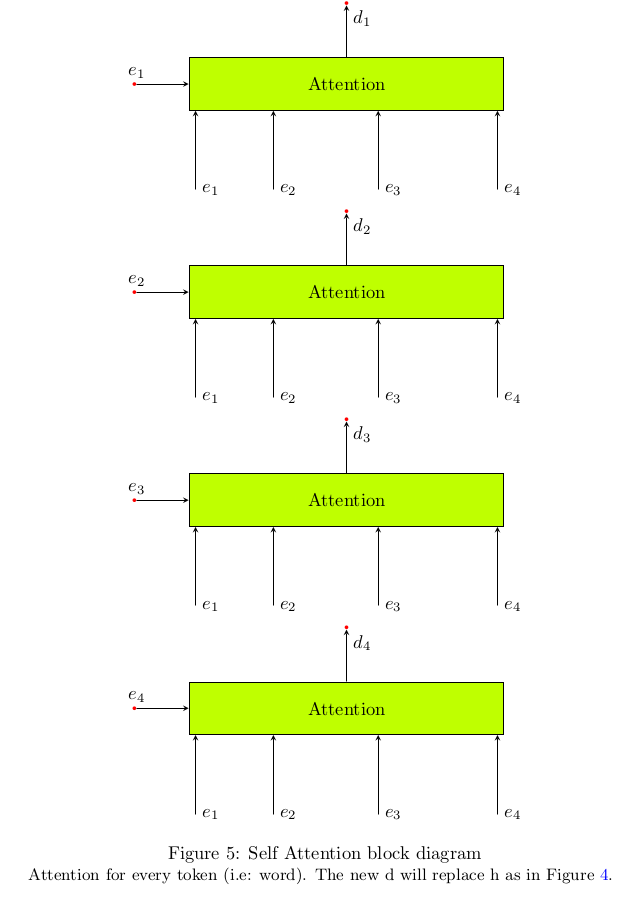 d₁
e₁
Attention
e₁ e₂ e₃ e₄
d₂
e₂
Attention
e₁ e₂ e₃ e₄
d₃
e₃
Attention
e₁ e₂ e₃ e₄
d₄
e₄
Attention
e₁ e₂ e₃ e₄
Figure 5: Self Attention block diagram
Attention for every token (i.e: word). The new d will replace h as in Figure 4.